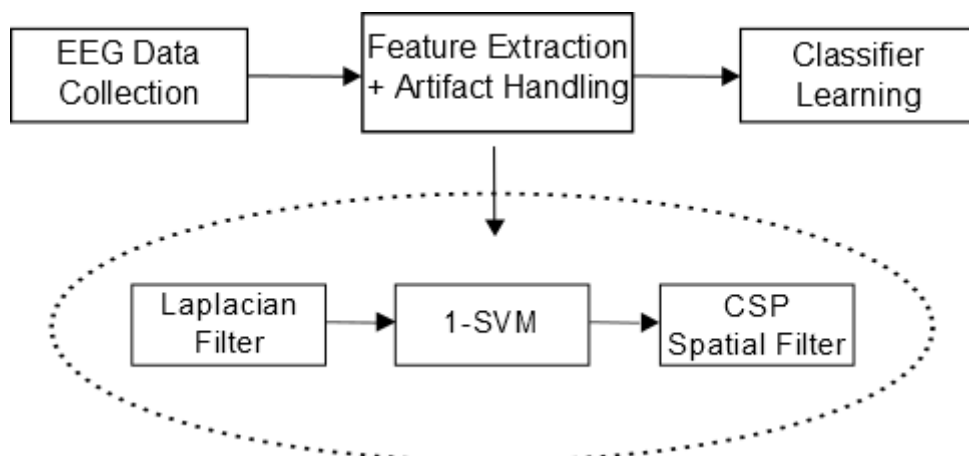 EEG Data
Collection
Feature Extraction
+ Artifact Handling
Classifier
Learning
Laplacian
Filter
1-SVM
CSP
Spatial Filter